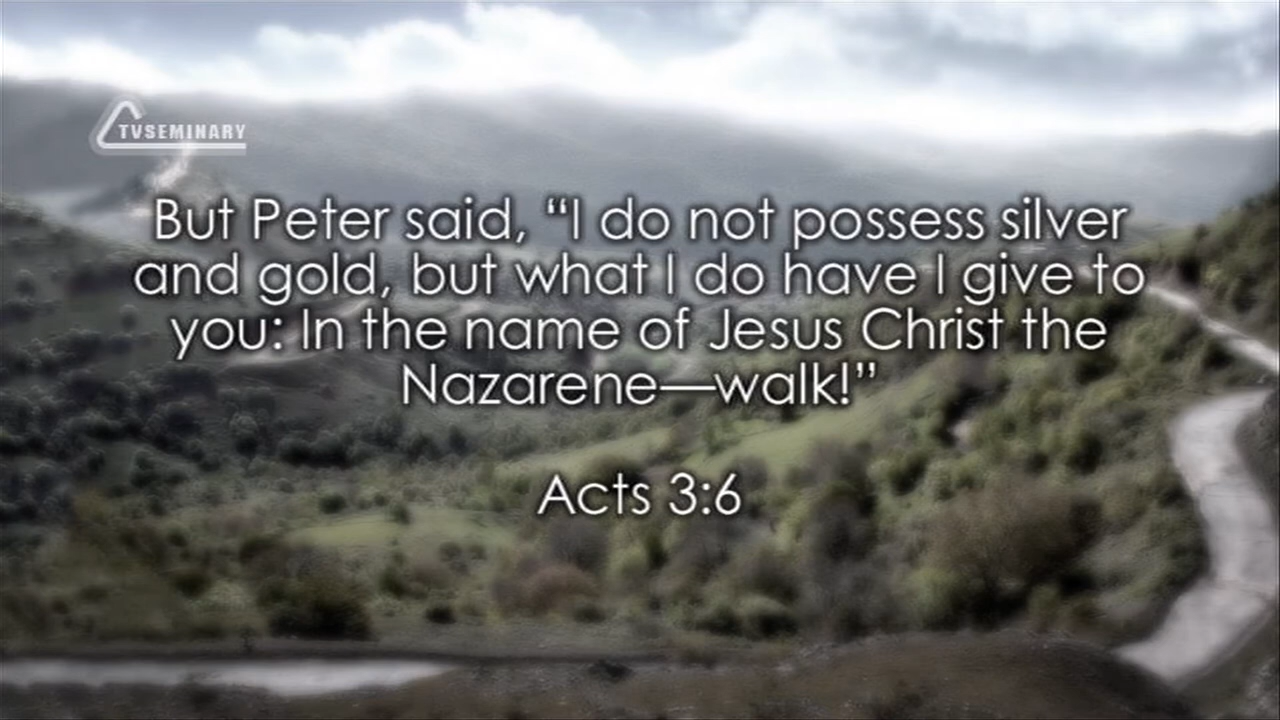 TVSEMINARY
But Peter said, “I do not possess silver
and gold, but what I do have I give to
you: In the name of Jesus Christ the
Nazarene—walk!”
Acts 3:6